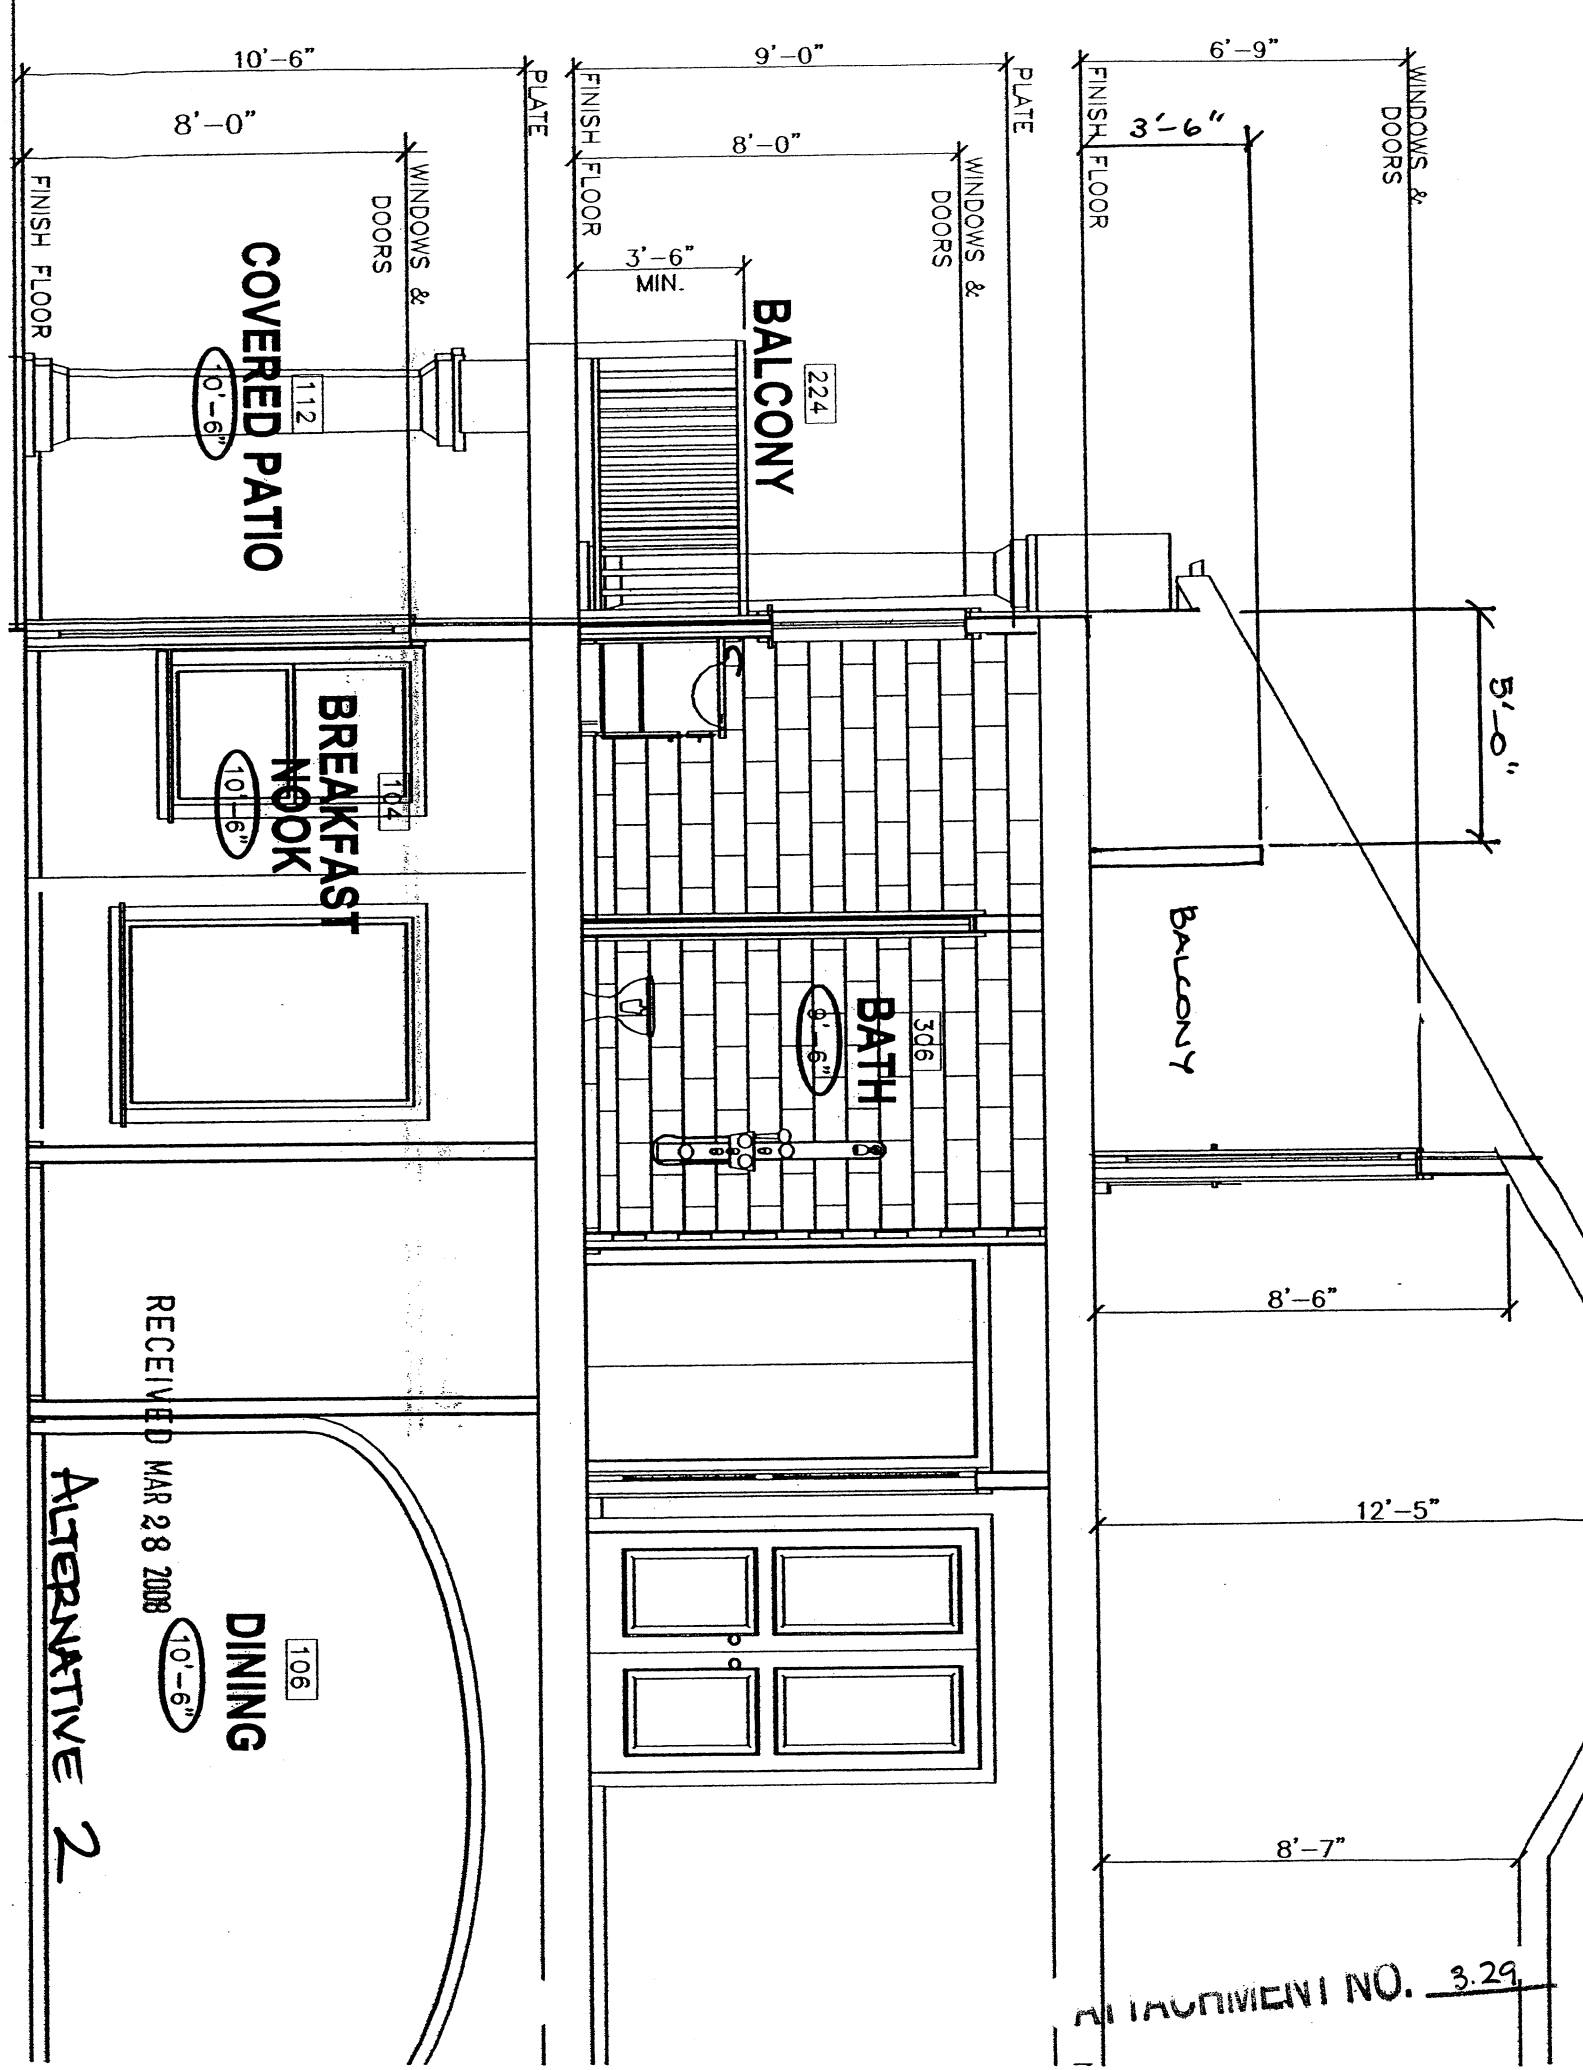 10'-6"
9'-0"
6'-9"
8'-0"
8'-0"
3'-6"
PLATE
PLATE
WINDOWS &
DOORS
WINDOWS &
DOORS
WINDOWS &
DOORS
FINISH FLOOR
FINISH FLOOR
FINISH FLOOR
3'-6"
MIN.
224
BALCONY
112
COVERED PATIO
10'-6"
5'-0"
104
BREAKFAST
NOOK
10'-6"
BALCONY
306
BATH
9'-6"
8'-6"
12'-5"
8'-7"
RECEIVED MAR 28 2008
106
DINING
10'-6"
ALTERNATIVE 2
ATTACHMENT NO. 3.29